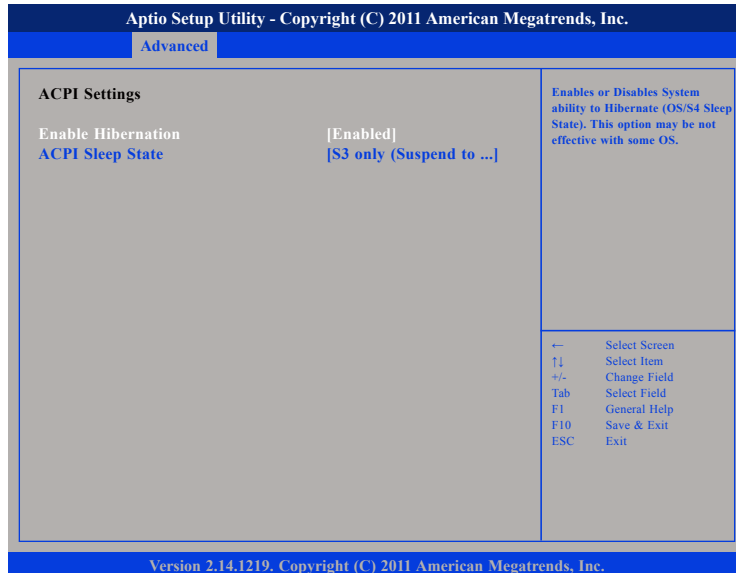 Aptio Setup Utility - Copyright (C) 2011 American Megatrends, Inc.
Advanced
ACPI Settings
Enable Hibernation [Enabled]
ACPI Sleep State [S3 only (Suspend to ...]
Enables or Disables System
ability to Hibernate (OS/S4 Sleep
State). This option may be not
effective with some OS.
← Select Screen
↑↓ Select Item
+/- Change Field
Tab Select Field
F1 General Help
F10 Save & Exit
ESC Exit
Version 2.14.1219. Copyright (C) 2011 American Megatrends, Inc.